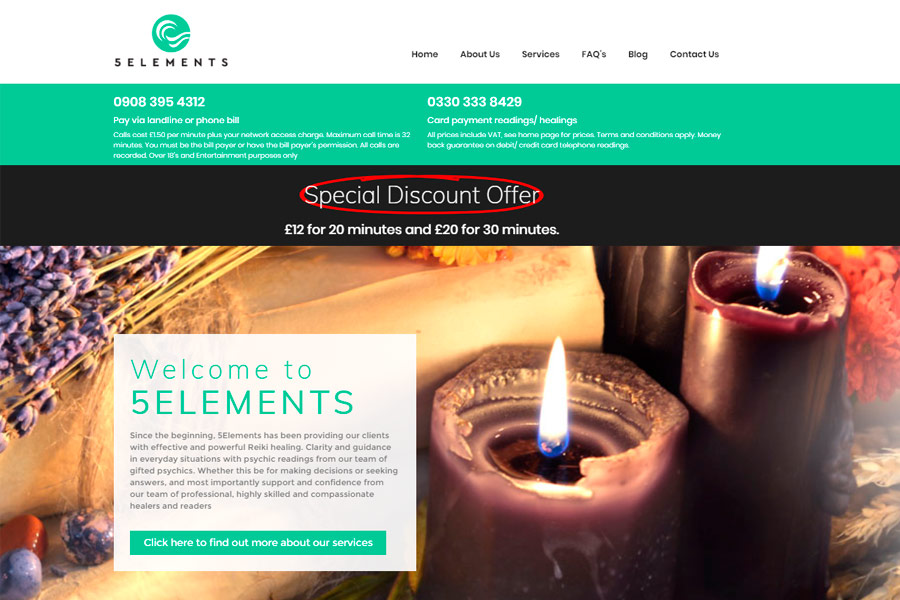 5ELEMENTS
Home About Us Services FAQ's Blog Contact Us
0908 395 4312
Pay via landline or phone bill
Calls cost £1.50 per minute plus your network access charge. Maximum call time is 32
minutes. You must be the bill payer or have the bill payer's permission. All calls are
recorded. Over 18's and Entertainment purposes only
0330 333 8429
Card payment readings/ healings
All prices include VAT, see home page for prices. Terms and conditions apply. Money
back guarantee on debit/ credit card telephone readings.
Special Discount Offer
£12 for 20 minutes and £20 for 30 minutes.
Welcome to
5ELEMENTS
Since the beginning, 5Elements has been providing our clients
with effective and powerful Reiki healing. Clarity and guidance
in everyday situations with psychic readings from our team of
gifted psychics. Whether this be for making decisions or seeking
answers, and most importantly support and confidence from
our team of professional, highly skilled and compassionate
healers and readers
Click here to find out more about our services